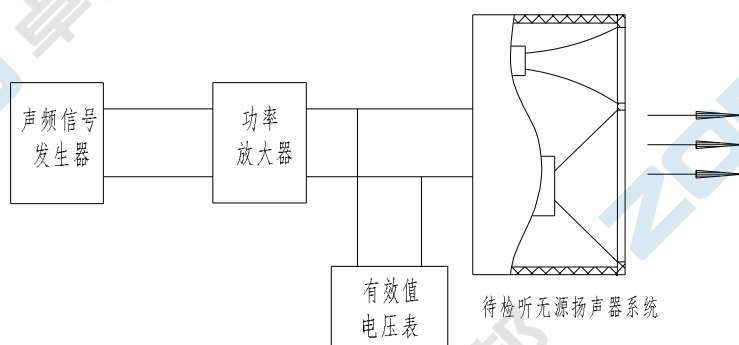 声频信号
发生器
功率
放大器
有效值
电压表
待检听无源扬声器系统